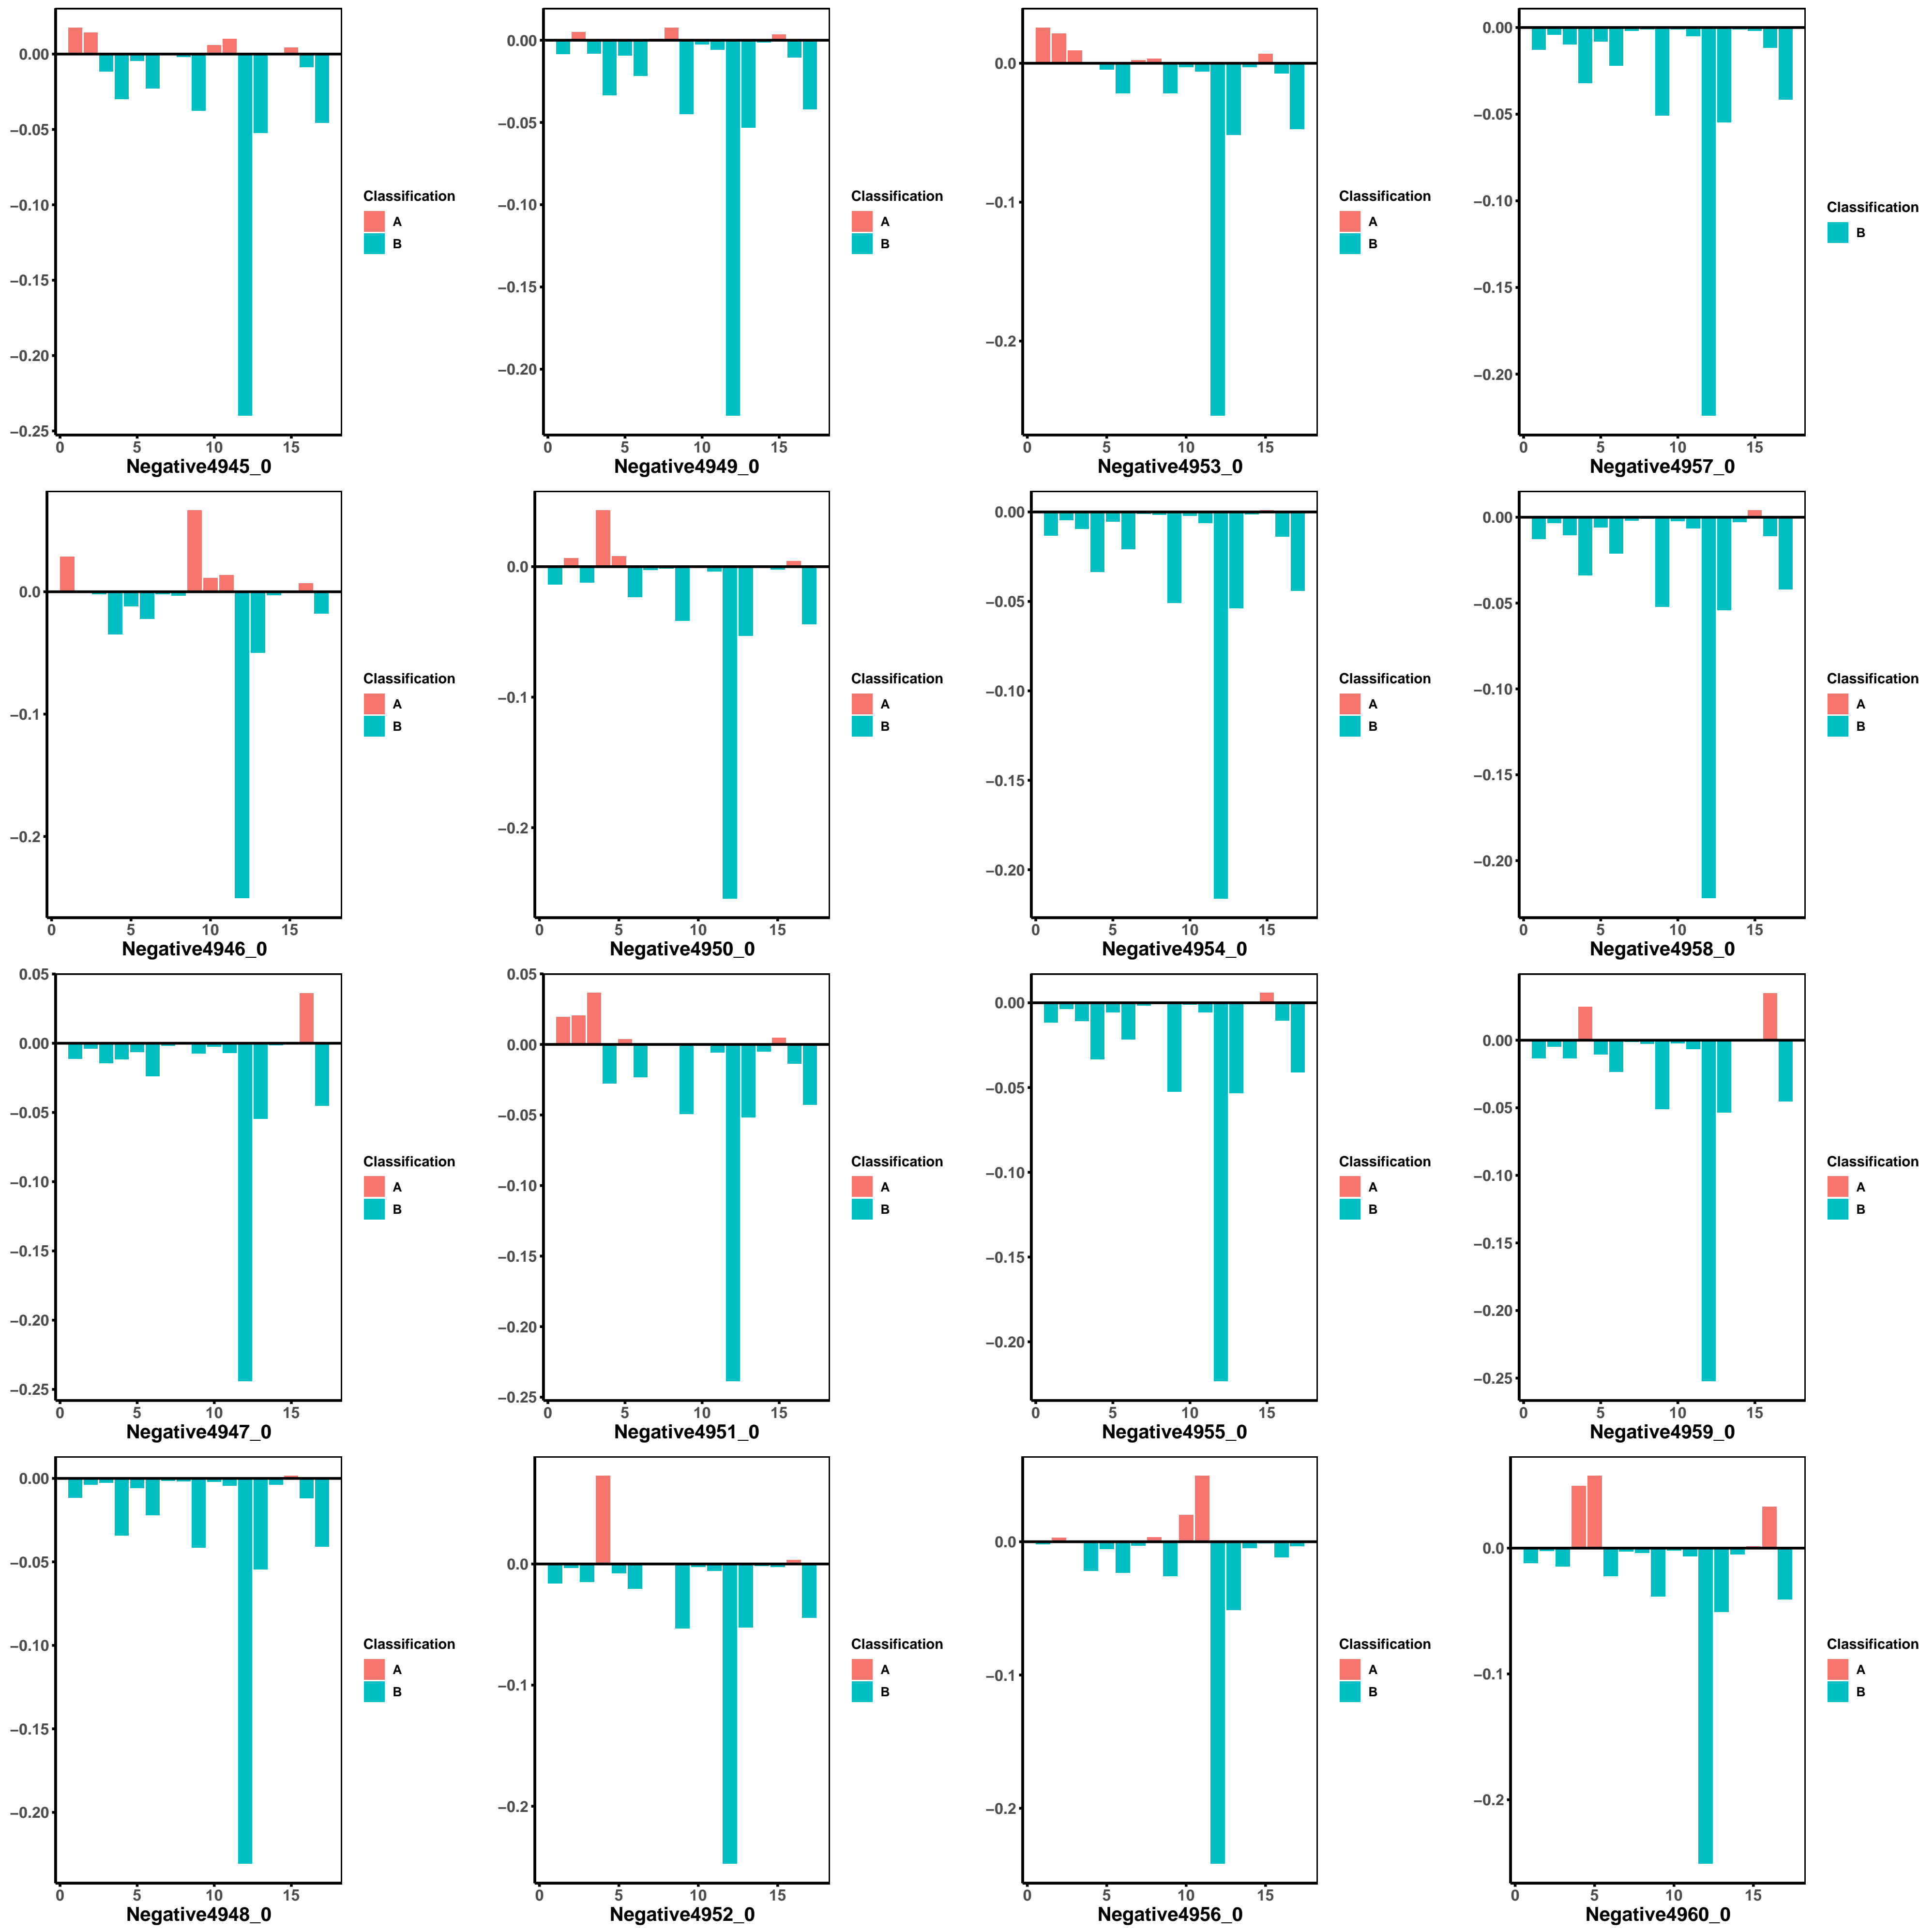 0.00
−0.05
−0.10
−0.15
−0.20
−0.25
0 5 10 15
Negative4945_0
Classification
A
B
0.00
−0.05
−0.10
−0.15
−0.20
0 5 10 15
Negative4949_0
Classification
A
B
0.0
−0.1
−0.2
0 5 10 15
Negative4953_0
Classification
A
B
0.00
−0.05
−0.10
−0.15
−0.20
0 5 10 15
Negative4957_0
Classification
B
0.0
−0.1
−0.2
0 5 10 15
Negative4946_0
Classification
A
B
0.0
−0.1
−0.2
0 5 10 15
Negative4950_0
Classification
A
B
0.00
−0.05
−0.10
−0.15
−0.20
0 5 10 15
Negative4954_0
Classification
A
B
0.00
−0.05
−0.10
−0.15
−0.20
0 5 10 15
Negative4958_0
Classification
A
B
0.05
0.00
−0.05
−0.10
−0.15
−0.20
−0.25
0 5 10 15
Negative4947_0
Classification
A
B
0.05
0.00
−0.05
−0.10
−0.15
−0.20
−0.25
0 5 10 15
Negative4951_0
Classification
A
B
0.00
−0.05
−0.10
−0.15
−0.20
0 5 10 15
Negative4955_0
Classification
A
B
0.00
−0.05
−0.10
−0.15
−0.20
−0.25
0 5 10 15
Negative4959_0
Classification
A
B
0.00
−0.05
−0.10
−0.15
−0.20
0 5 10 15
Negative4948_0
Classification
A
B
0.0
−0.1
−0.2
0 5 10 15
Negative4952_0
Classification
A
B
0.0
−0.1
−0.2
0 5 10 15
Negative4956_0
Classification
A
B
0.0
−0.1
−0.2
0 5 10 15
Negative4960_0
Classification
A
B